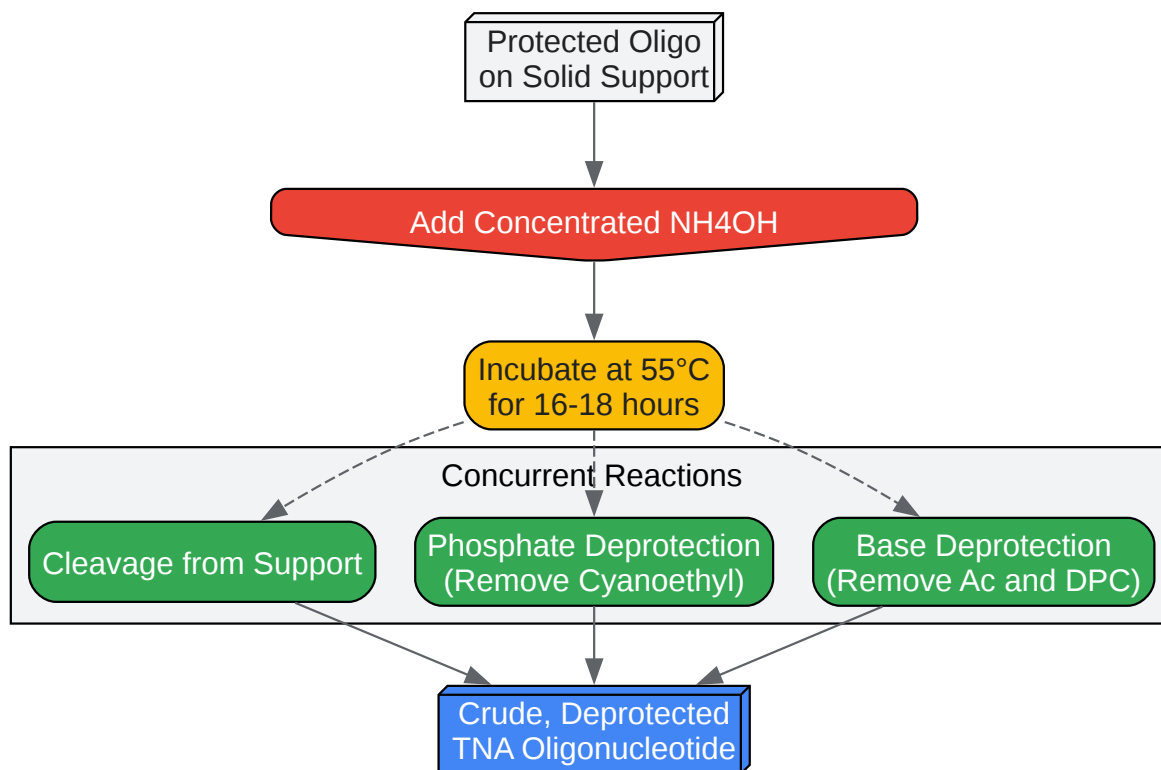 Protected Oligo
on Solid Support
Add Concentrated NH4OH
Incubate at 55°C
for 16-18 hours
Concurrent Reactions
Cleavage from Support
Phosphate Deprotection
(Remove Cyanoethyl)
Base Deprotection
(Remove Ac and DPC)
Crude, Deprotected
TNA Oligonucleotide